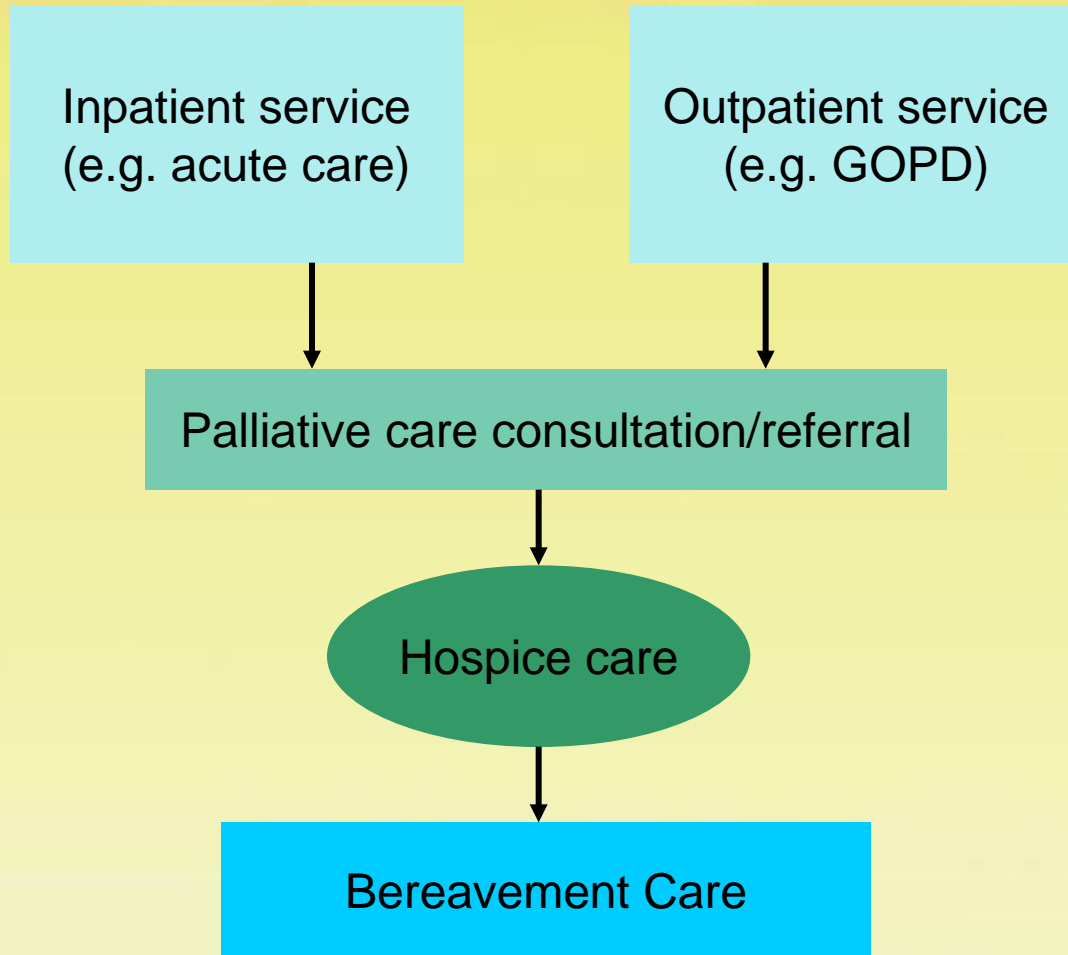 Inpatient service
(e.g. acute care)
Outpatient service
(e.g. GOPD)
Palliative care consultation/referral
Hospice care
Bereavement Care